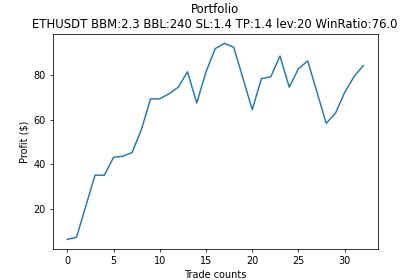 Portfolio
ETHUSDT BBM:2.3 BBL:240 SL:1.4 TP:1.4 lev:20 WinRatio:76.0
80
60
40
20
Profit ($)
0 5 10 15 20 25 30
Trade counts